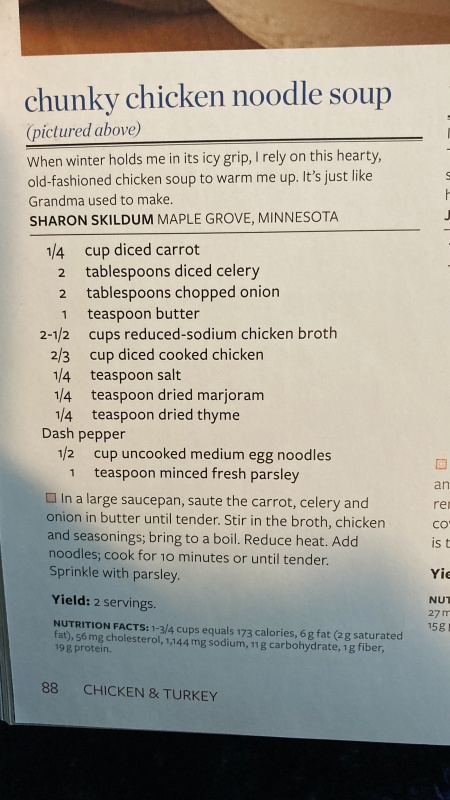 chunky chicken noodle soup
(pictured above)
When winter holds me in its icy grip, I rely on this hearty,
old-fashioned chicken soup to warm me up. It's just like
Grandma used to make.
SHARON SKILDUM MAPLE GROVE, MINNESOTA
1/4 cup diced carrot
2 tablespoons diced celery
2 tablespoons chopped onion
1 teaspoon butter
2-1/2 cups reduced-sodium chicken broth
2/3 cup diced cooked chicken
1/4 teaspoon salt
1/4 teaspoon dried marjoram
1/4 teaspoon dried thyme
Dash pepper
1/2 cup uncooked medium egg noodles
1 teaspoon minced fresh parsley
In a large saucepan, saute the carrot, celery and
onion in butter until tender. Stir in the broth, chicken
and seasonings; bring to a boil. Reduce heat. Add
noodles; cook for 10 minutes or until tender.
Sprinkle with parsley.
Yield: 2 servings.
NUTRITION FACTS: 1-3/4 cups equals 173 calories, 6 g fat (2 g saturated
fat), 56 mg cholesterol, 1,144 mg sodium, 11 g carbohydrate, 1 g fiber,
19 g protein.
88 CHICKEN & TURKEY